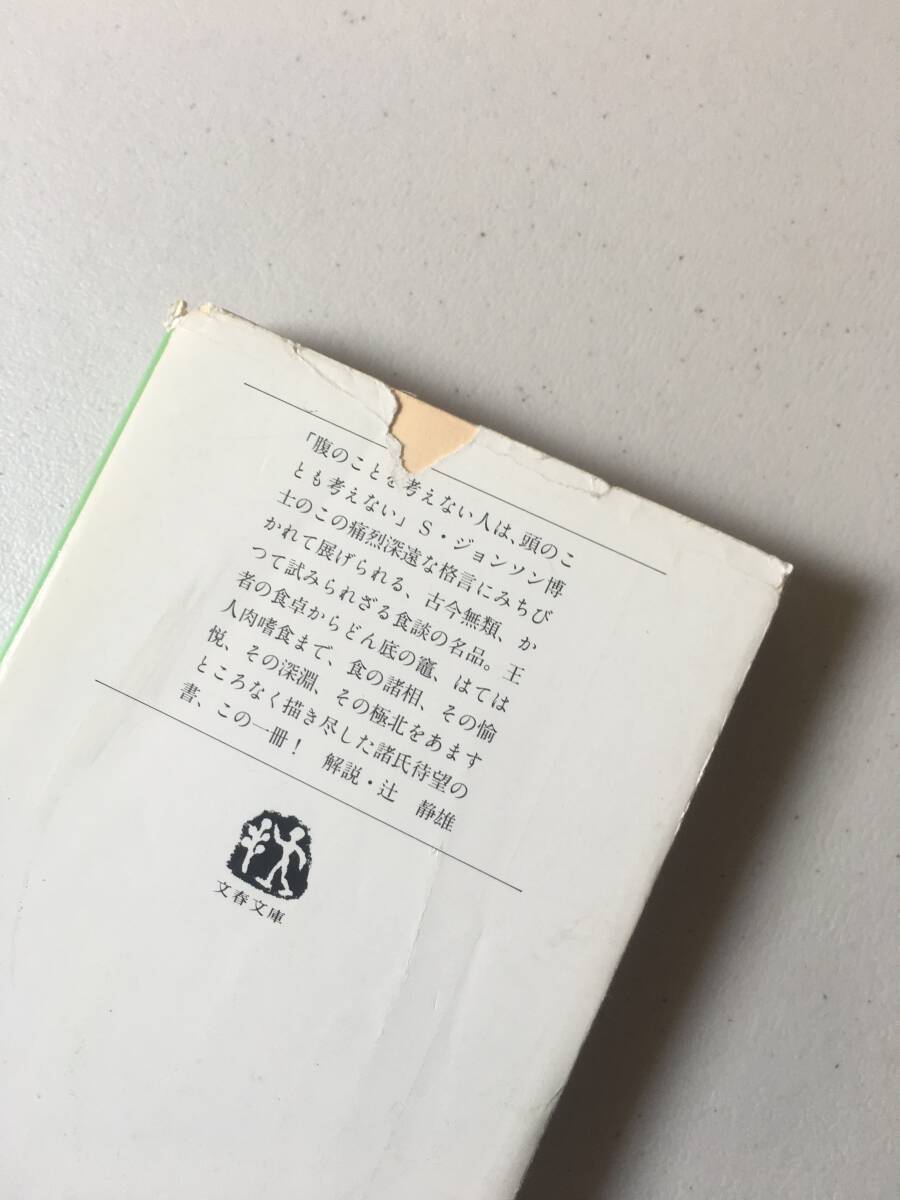 「腹のことを考えない人は、頭のこ
とも考えない」S・ジョンソン博
士のこの痛烈深遠な格言にみちび
かれて展げられる、古今無類、か
つて試みられざる食談の名品。王
者の食卓からどん底の竈、はては
人肉嗜食まで、食の諸相、その愉
悦、その深淵、その極北をあます
ところなく描き尽した諸氏待望の
書、この一冊！　解説・辻　静雄
文春文庫